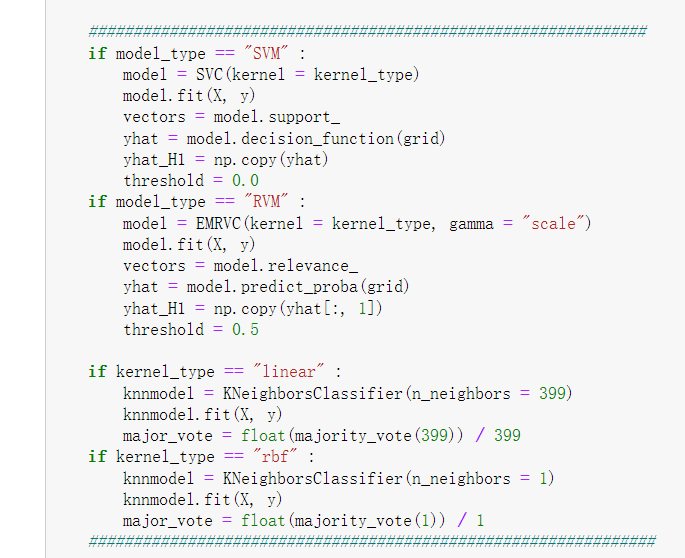 ###############################################################
if model_type == "SVM" :
    model = SVC(kernel = kernel_type)
    model.fit(X, y)
    vectors = model.support_
    yhat = model.decision_function(grid)
    yhat_H1 = np.copy(yhat)
    threshold = 0.0
if model_type == "RVM" :
    model = EMRVC(kernel = kernel_type, gamma = "scale")
    model.fit(X, y)
    vectors = model.relevance_
    yhat = model.predict_proba(grid)
    yhat_H1 = np.copy(yhat[:, 1])
    threshold = 0.5

if kernel_type == "linear" :
    knnmodel = KNeighborsClassifier(n_neighbors = 399)
    knnmodel.fit(X, y)
    major_vote = float(majority_vote(399)) / 399
if kernel_type == "rbf" :
    knnmodel = KNeighborsClassifier(n_neighbors = 1)
    knnmodel.fit(X, y)
    major_vote = float(majority_vote(1)) / 1
################################################################